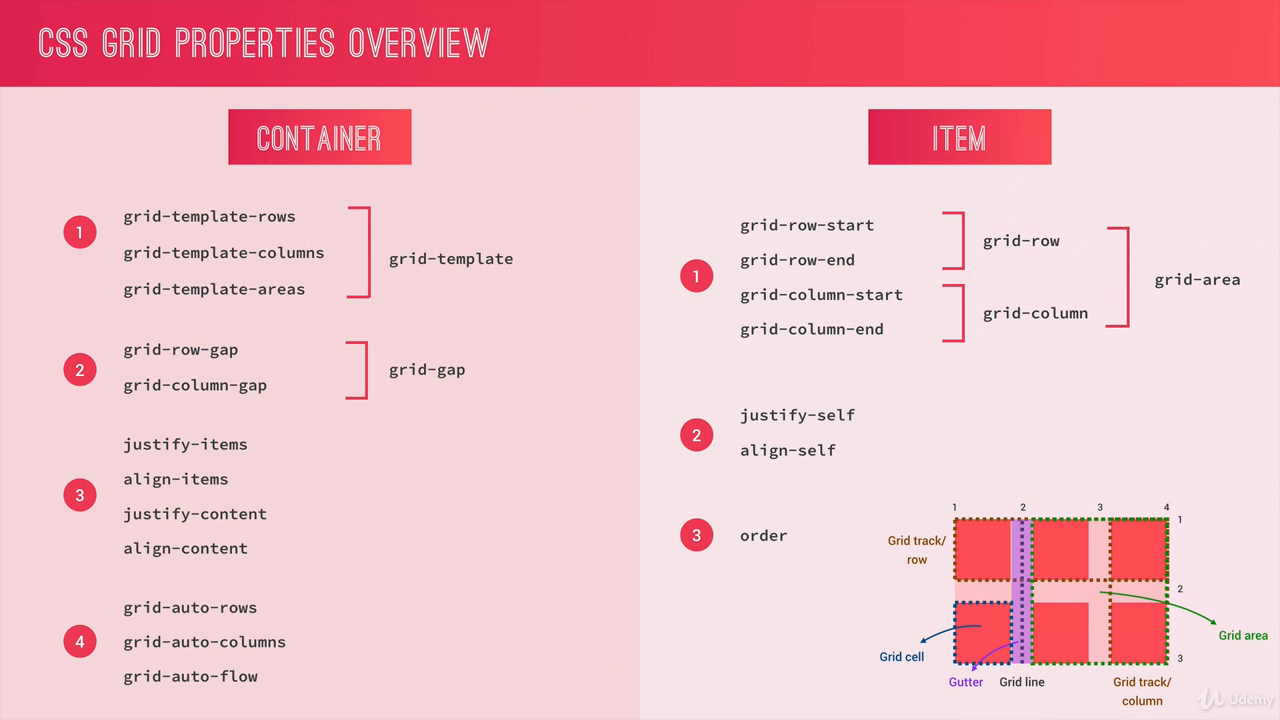 CSS GRID PROPERTIES OVERVIEW
CONTAINER
1
grid-template-rows
grid-template-columns
grid-template-areas
grid-template
2
grid-row-gap
grid-column-gap
grid-gap
3
justify-items
align-items
justify-content
align-content
4
grid-auto-rows
grid-auto-columns
grid-auto-flow
ITEM
1
grid-row-start
grid-row-end
grid-column-start
grid-column-end
grid-row
grid-column
grid-area
2
justify-self
align-self
3
order
1 2 3 4
1
2
3
Grid track/
row
Grid cell
Gutter
Grid line
Grid track/
column
Grid area
Udemy